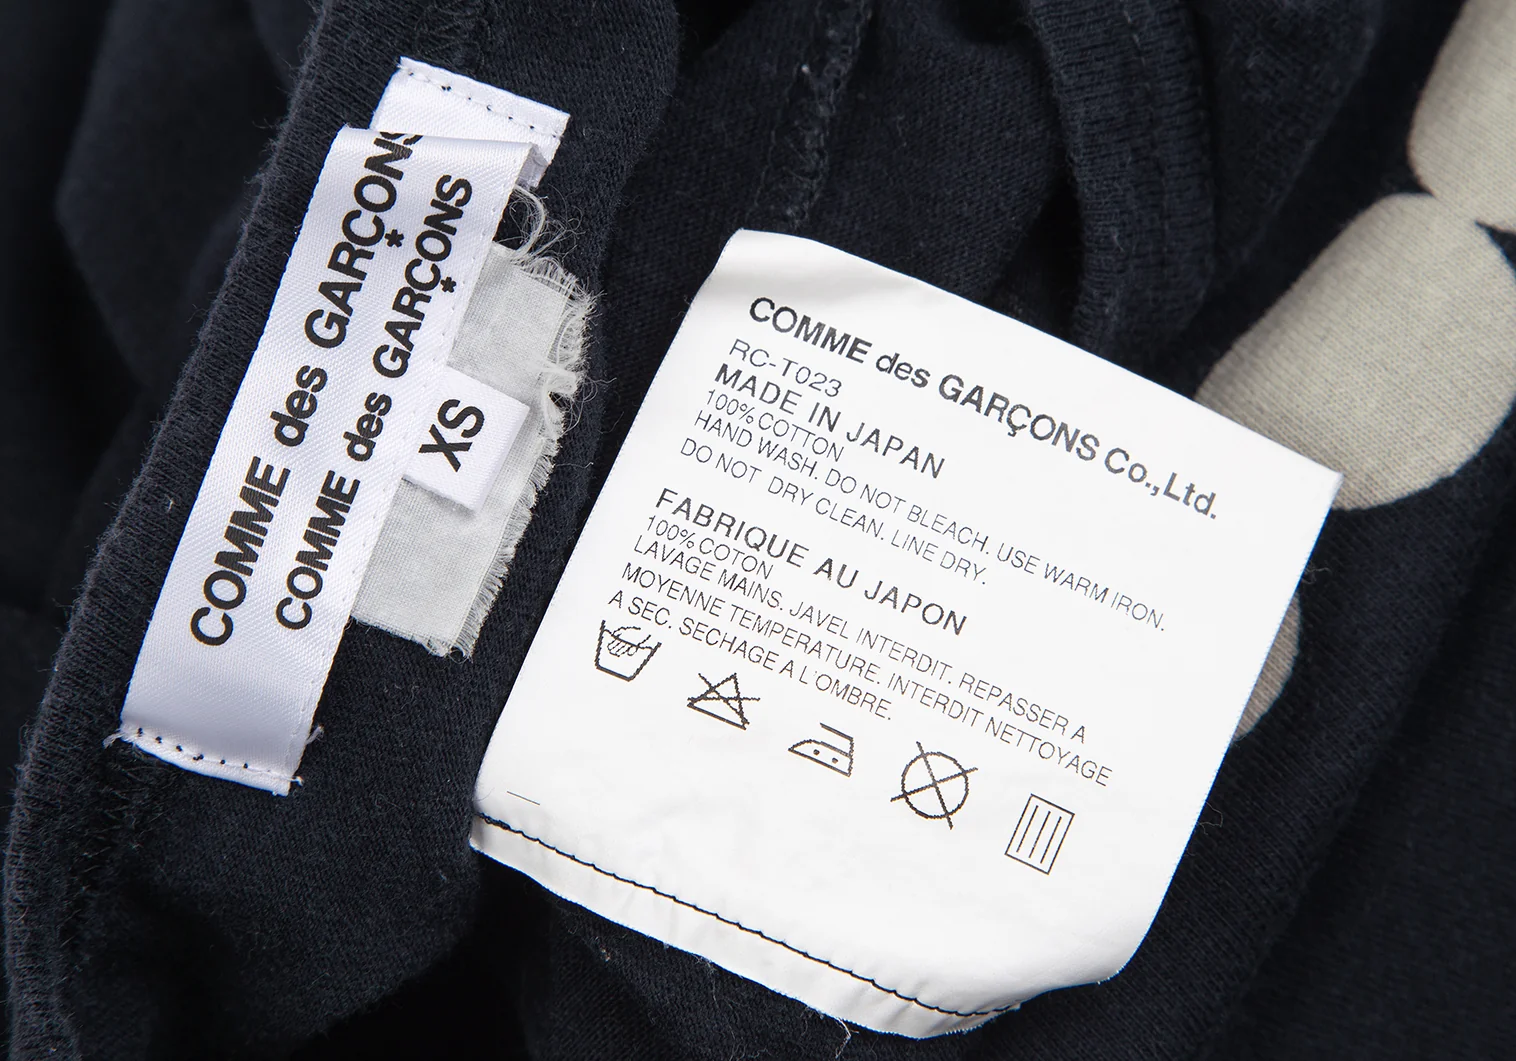 COMME des GARÇONS
COMME des GARÇONS
XS
COMME des GARÇONS Co.,Ltd.
RC-T023
MADE IN JAPAN
100% COTTON
HAND WASH. DO NOT BLEACH. USE WARM IRON.
DO NOT DRY CLEAN. LINE DRY.
FABRIQUE AU JAPON
100% COTON
LAVAGE MAINS. JAVEL INTERDIT. REPASSER A
MOYENNE TEMPERATURE. INTERDIT NETTOYAGE
A SEC. SECHAGE A L'OMBRE.